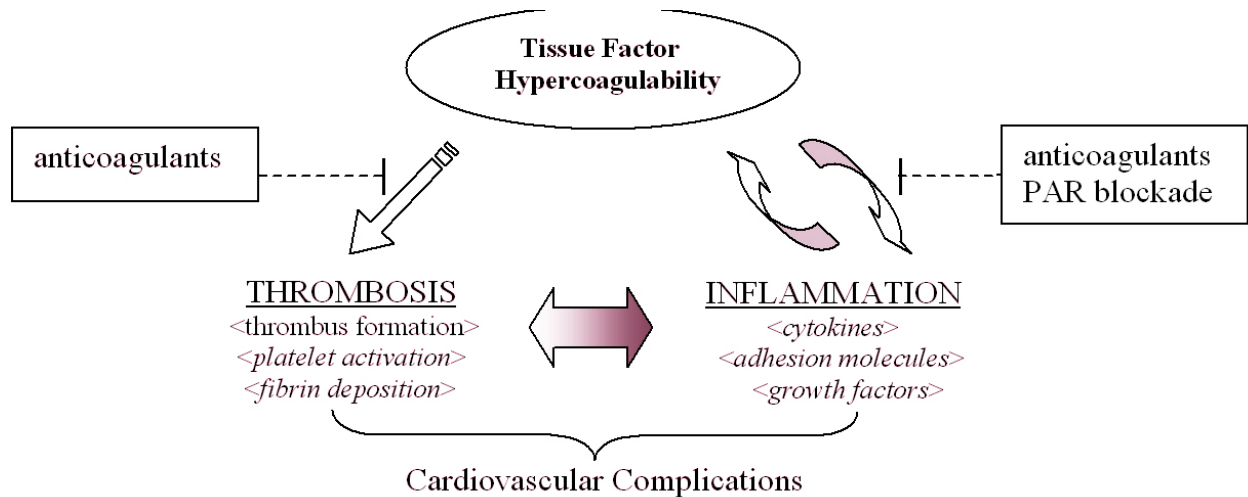 Tissue Factor
Hypercoagulability
anticoagulants
anticoagulants
PAR blockade
THROMBOSIS
<thrombus formation>
<platelet activation>
<fibrin deposition>
INFLAMMATION
<cytokines>
<adhesion molecules>
<growth factors>
Cardiovascular Complications